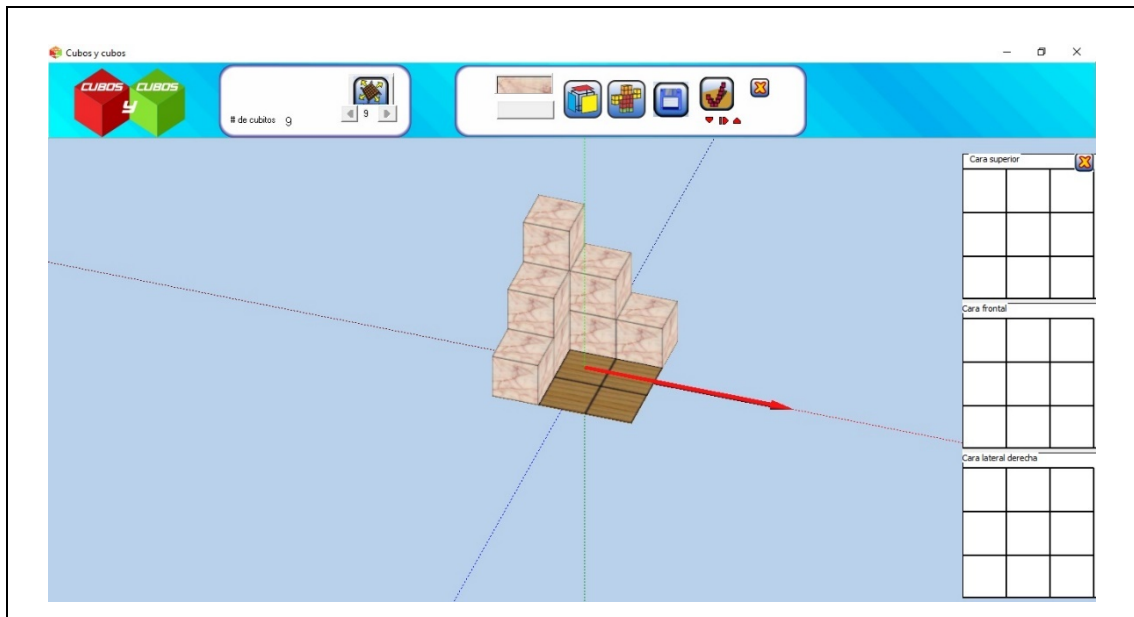 Cubos y cubos
CUBOS Y CUBOS
# de cubitos 9
9
Cara superior
Cara frontal
Cara lateral derecha